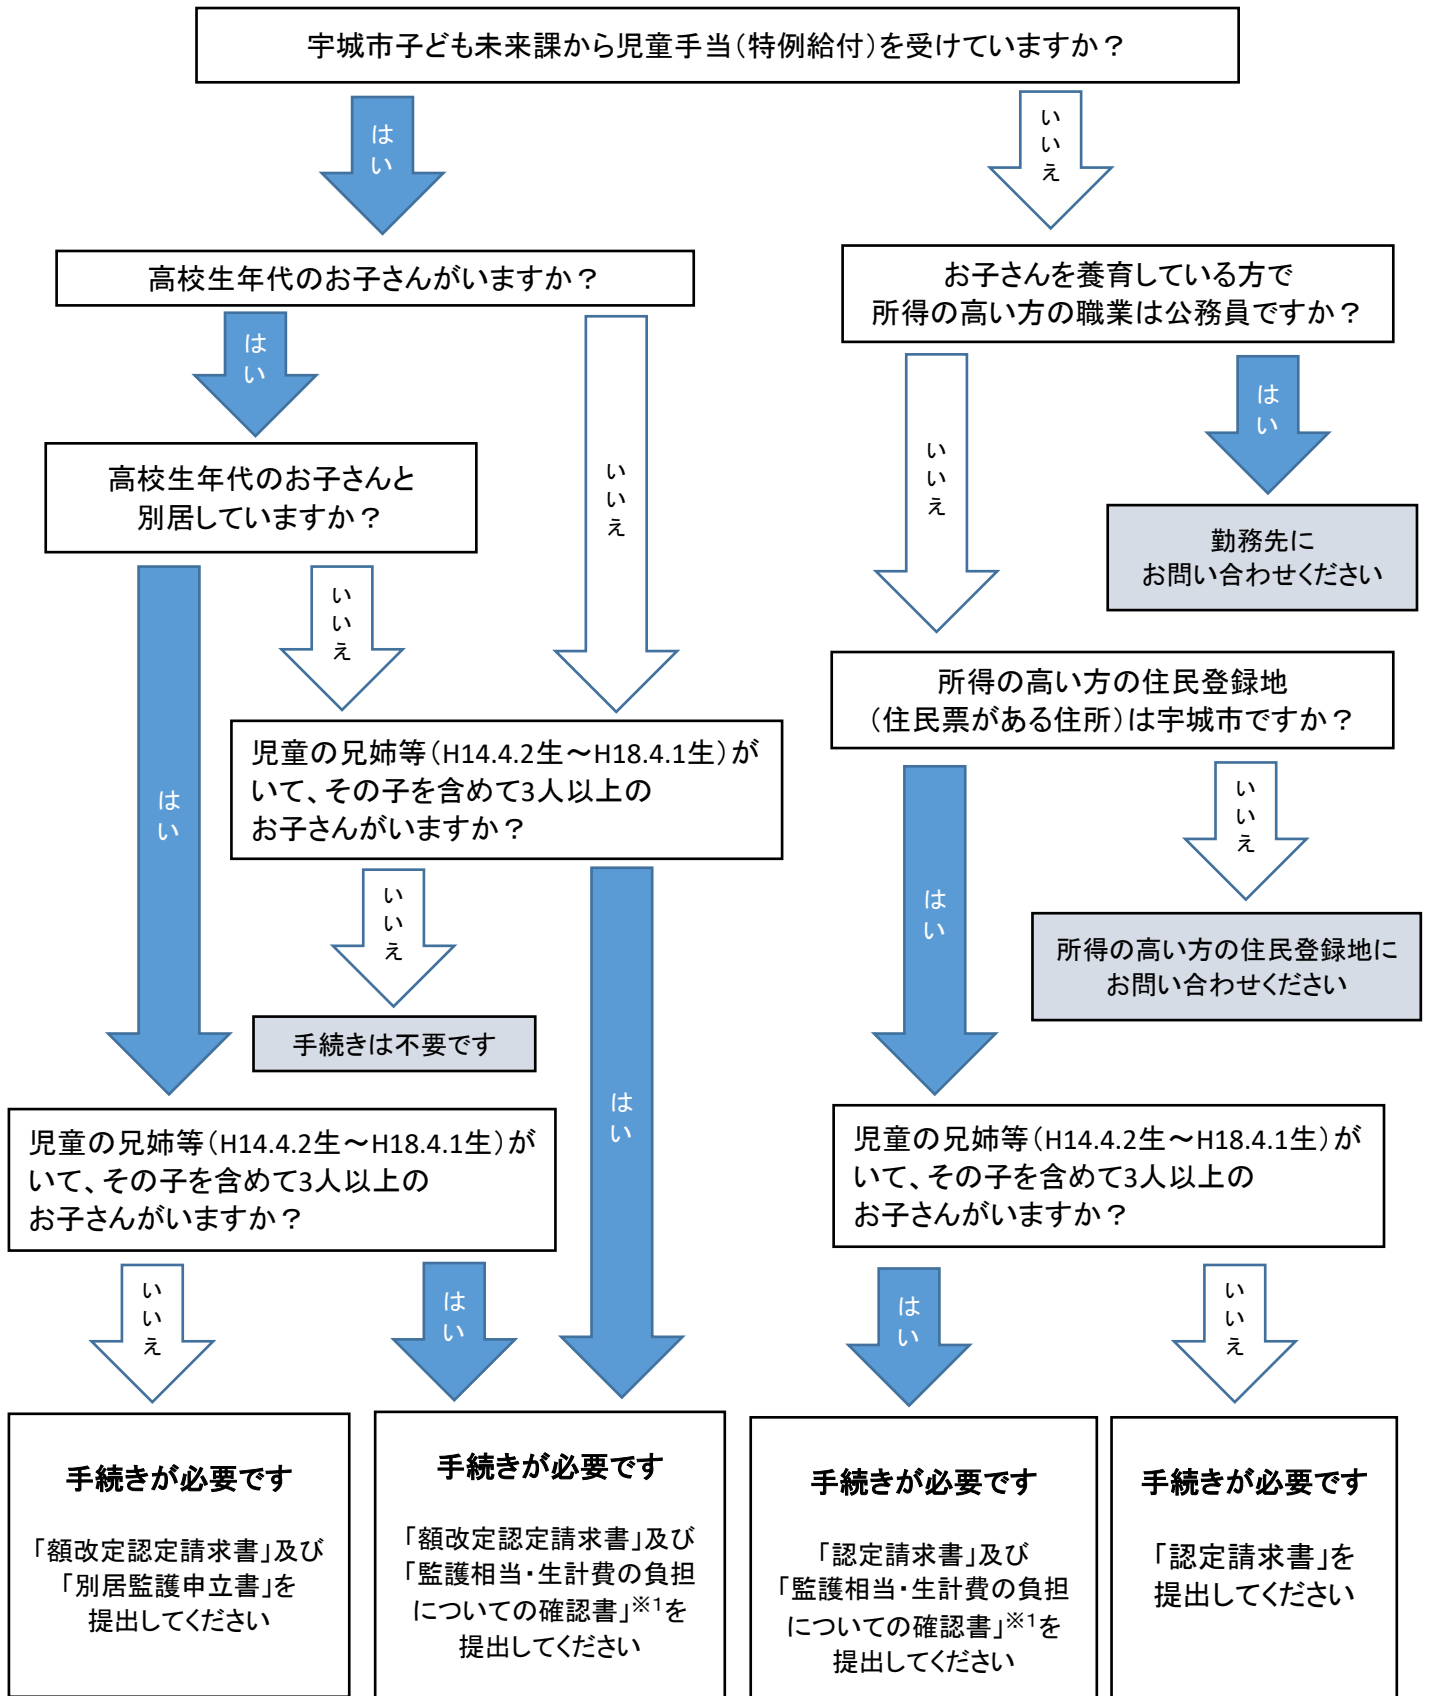 宇城市子ども未来課から児童手当（特例給付）を受けていますか？
はい
いいえ
高校生年代のお子さんがいますか？
お子さんを養育している方で
所得の高い方の職業は公務員ですか？
はい
いいえ
いいえ
はい
高校生年代のお子さんと
別居していますか？
勤務先に
お問い合わせください
はい
いいえ
所得の高い方の住民登録地
（住民票がある住所）は宇城市ですか？
児童の兄姉等（H14.4.2生～H18.4.1生）が
いて、その子を含めて3人以上の
お子さんがいますか？
はい
いいえ
いいえ
はい
所得の高い方の住民登録地に
お問い合わせください
手続きは不要です
はい
児童の兄姉等（H14.4.2生～H18.4.1生）が
いて、その子を含めて3人以上の
お子さんがいますか？
児童の兄姉等（H14.4.2生～H18.4.1生）が
いて、その子を含めて3人以上の
お子さんがいますか？
いいえ
はい
はい
いいえ
手続きが必要です
「額改定認定請求書」及び
「別居監護申立書」を
提出してください
手続きが必要です
「額改定認定請求書」及び
「監護相当・生計費の負担
についての確認書」※1を
提出してください
手続きが必要です
「認定請求書」及び
「監護相当・生計費の負担
についての確認書」※1を
提出してください
手続きが必要です
「認定請求書」を
提出してください